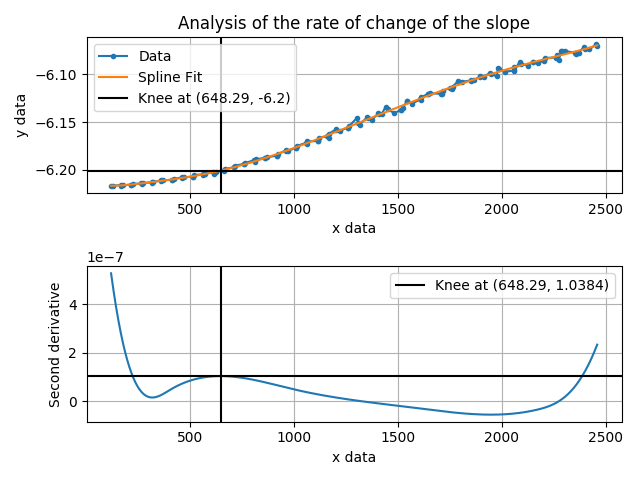 Analysis of the rate of change of the slope
Data
Spline Fit
Knee at (648.29, -6.2)
y data
−6.10
−6.15
−6.20
500
1000
1500
2000
2500
x data
1e−7
Knee at (648.29, 1.0384)
Second derivative
4
2
0
500
1000
1500
2000
2500
x data